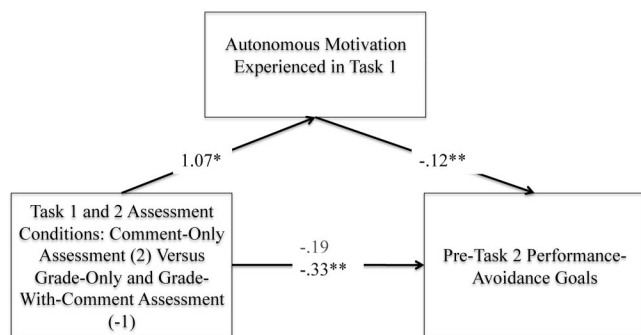 Autonomous Motivation
Experienced in Task 1
1.07*
-.12**
Task 1 and 2 Assessment
Conditions: Comment-Only
Assessment (2) Versus
Grade-Only and Grade-
With-Comment Assessment
(-1)
-.19
-.33**
Pre-Task 2 Performance-
Avoidance Goals